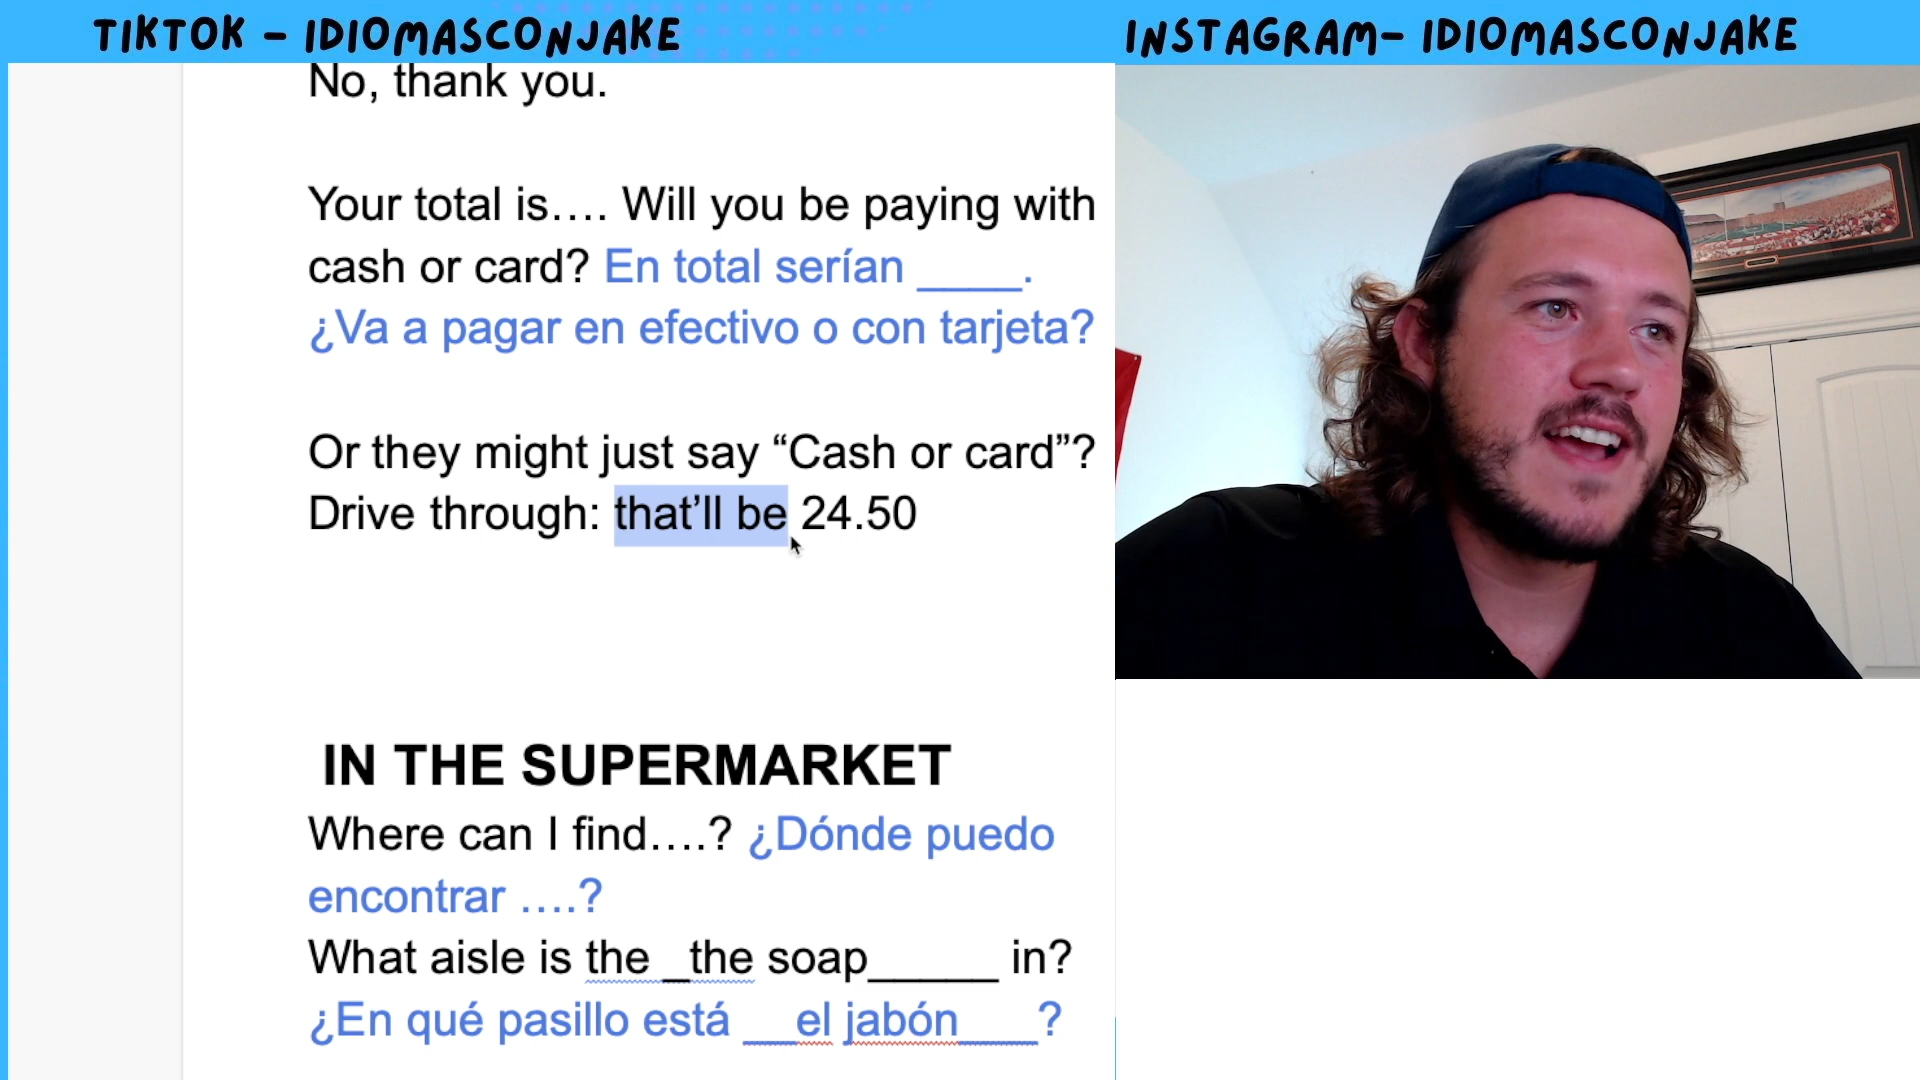 TIKTOK - IDIOMASCONJAKE
INSTAGRAM- IDIOMASCONJAKE
No, thank you.
Your total is.... Will you be paying with
cash or card? En total serían ____.
¿Va a pagar en efectivo o con tarjeta?
Or they might just say “Cash or card”?
Drive through: that’ll be 24.50
IN THE SUPERMARKET
Where can I find....? ¿Dónde puedo
encontrar ....?
What aisle is the _the soap_____ in?
¿En qué pasillo está __el jabón___?